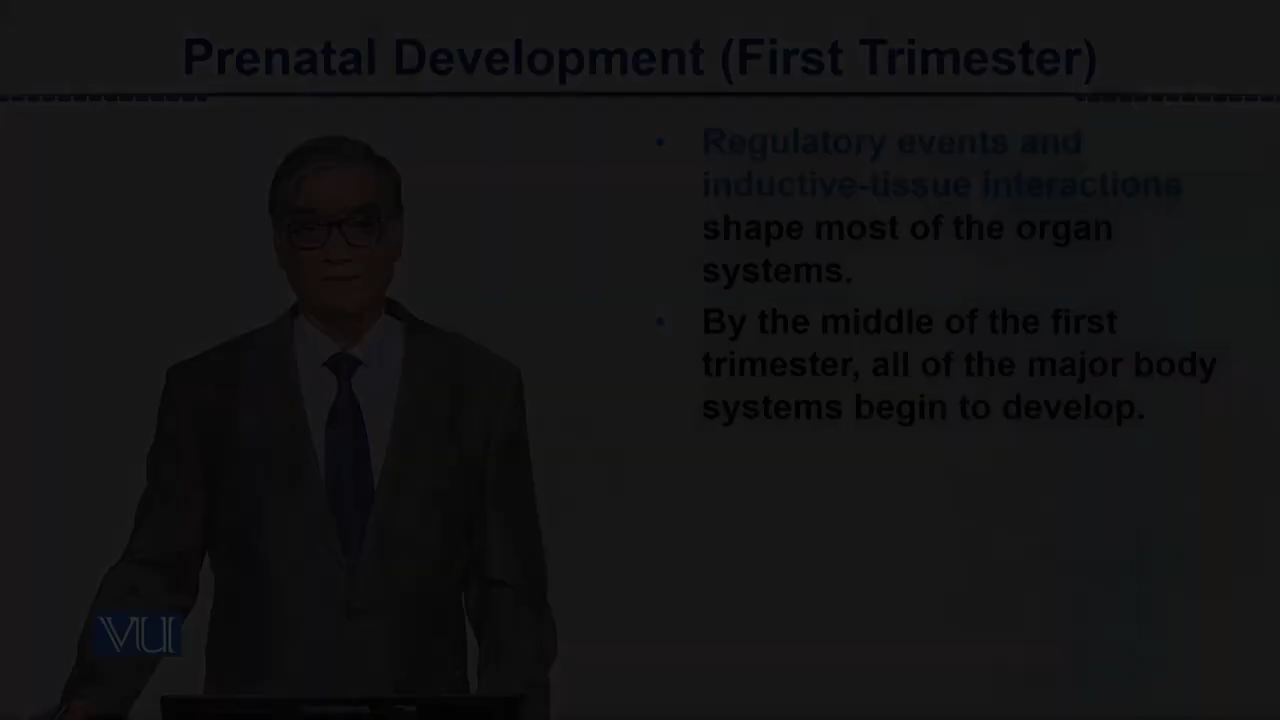 Prenatal Development (First Trimester)
• Regulatory events and
inductive-tissue interactions
shape most of the organ
systems.
• By the middle of the first
trimester, all of the major body
systems begin to develop.
VU